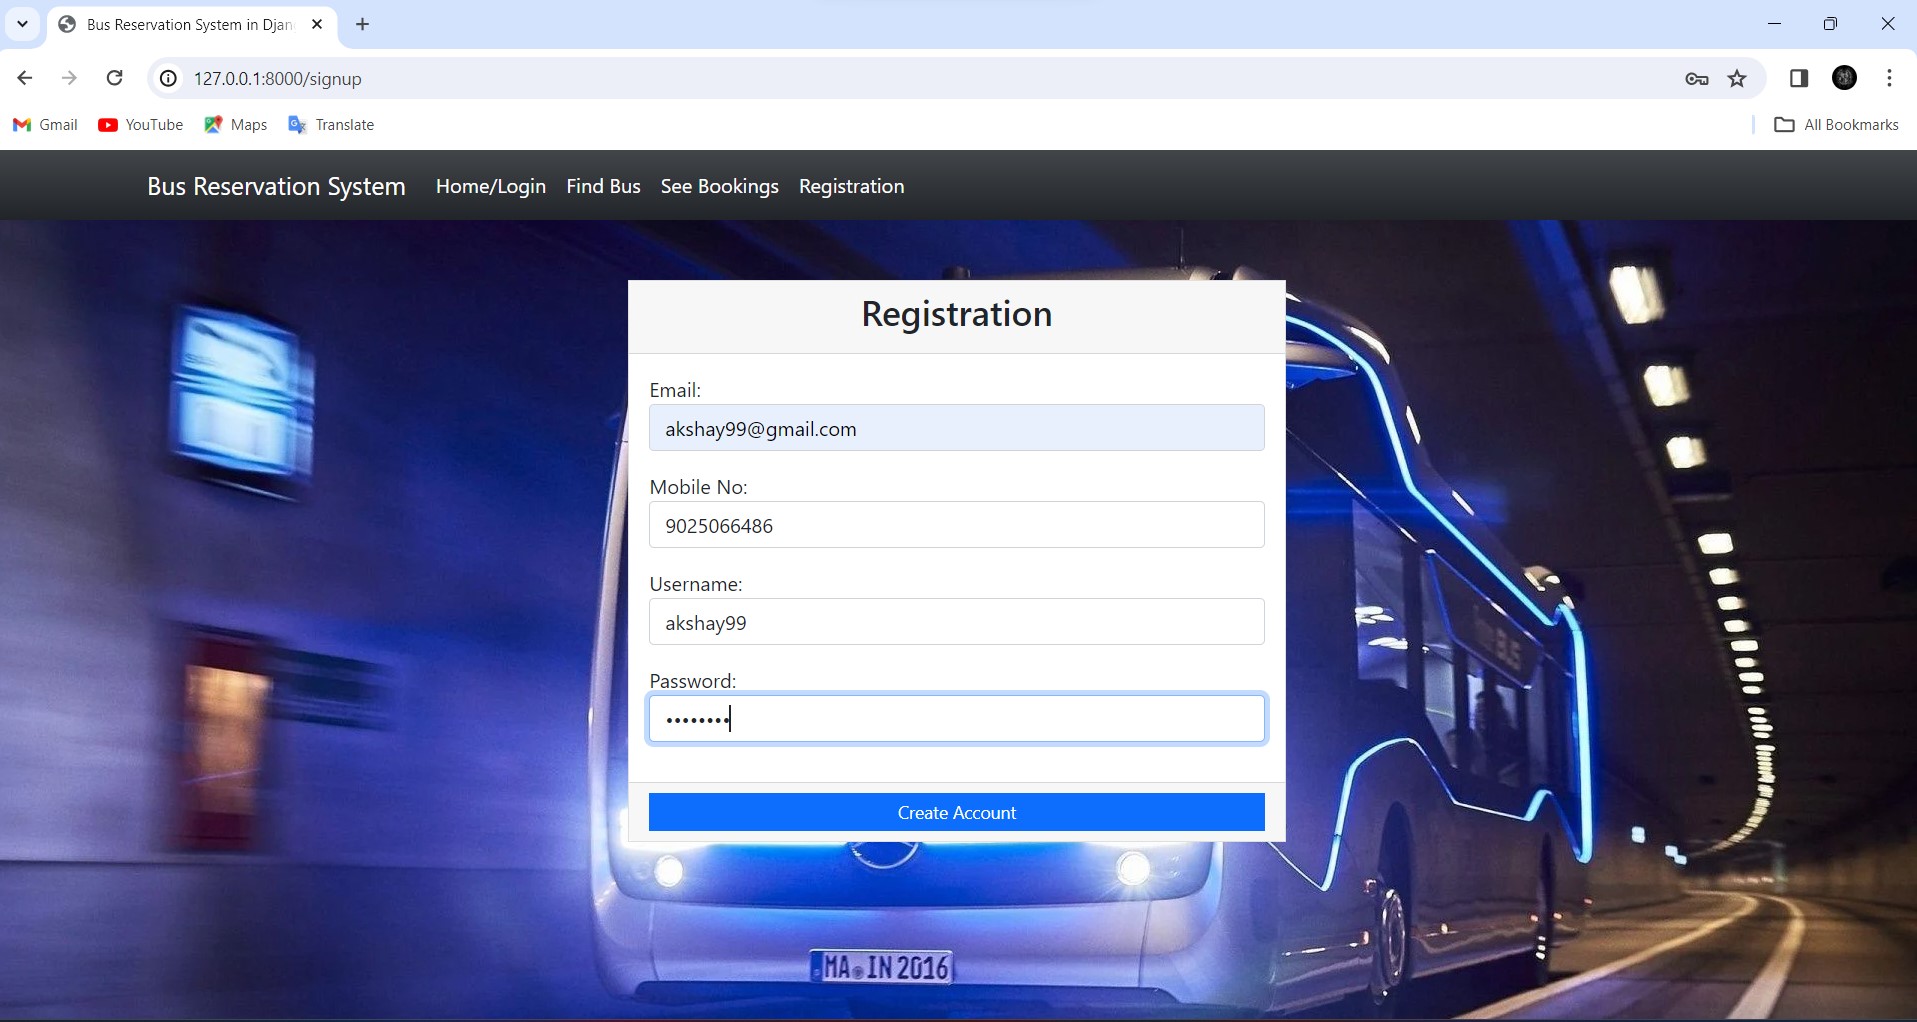 Bus Reservation System in Djan
127.0.0.1:8000/signup
Gmail YouTube Maps Translate All Bookmarks
Bus Reservation System Home/Login Find Bus See Bookings Registration
Registration
Email:
akshay99@gmail.com
Mobile No:
9025066486
Username:
akshay99
Password:
••••••••
Create Account
BUS
MA IN 2016